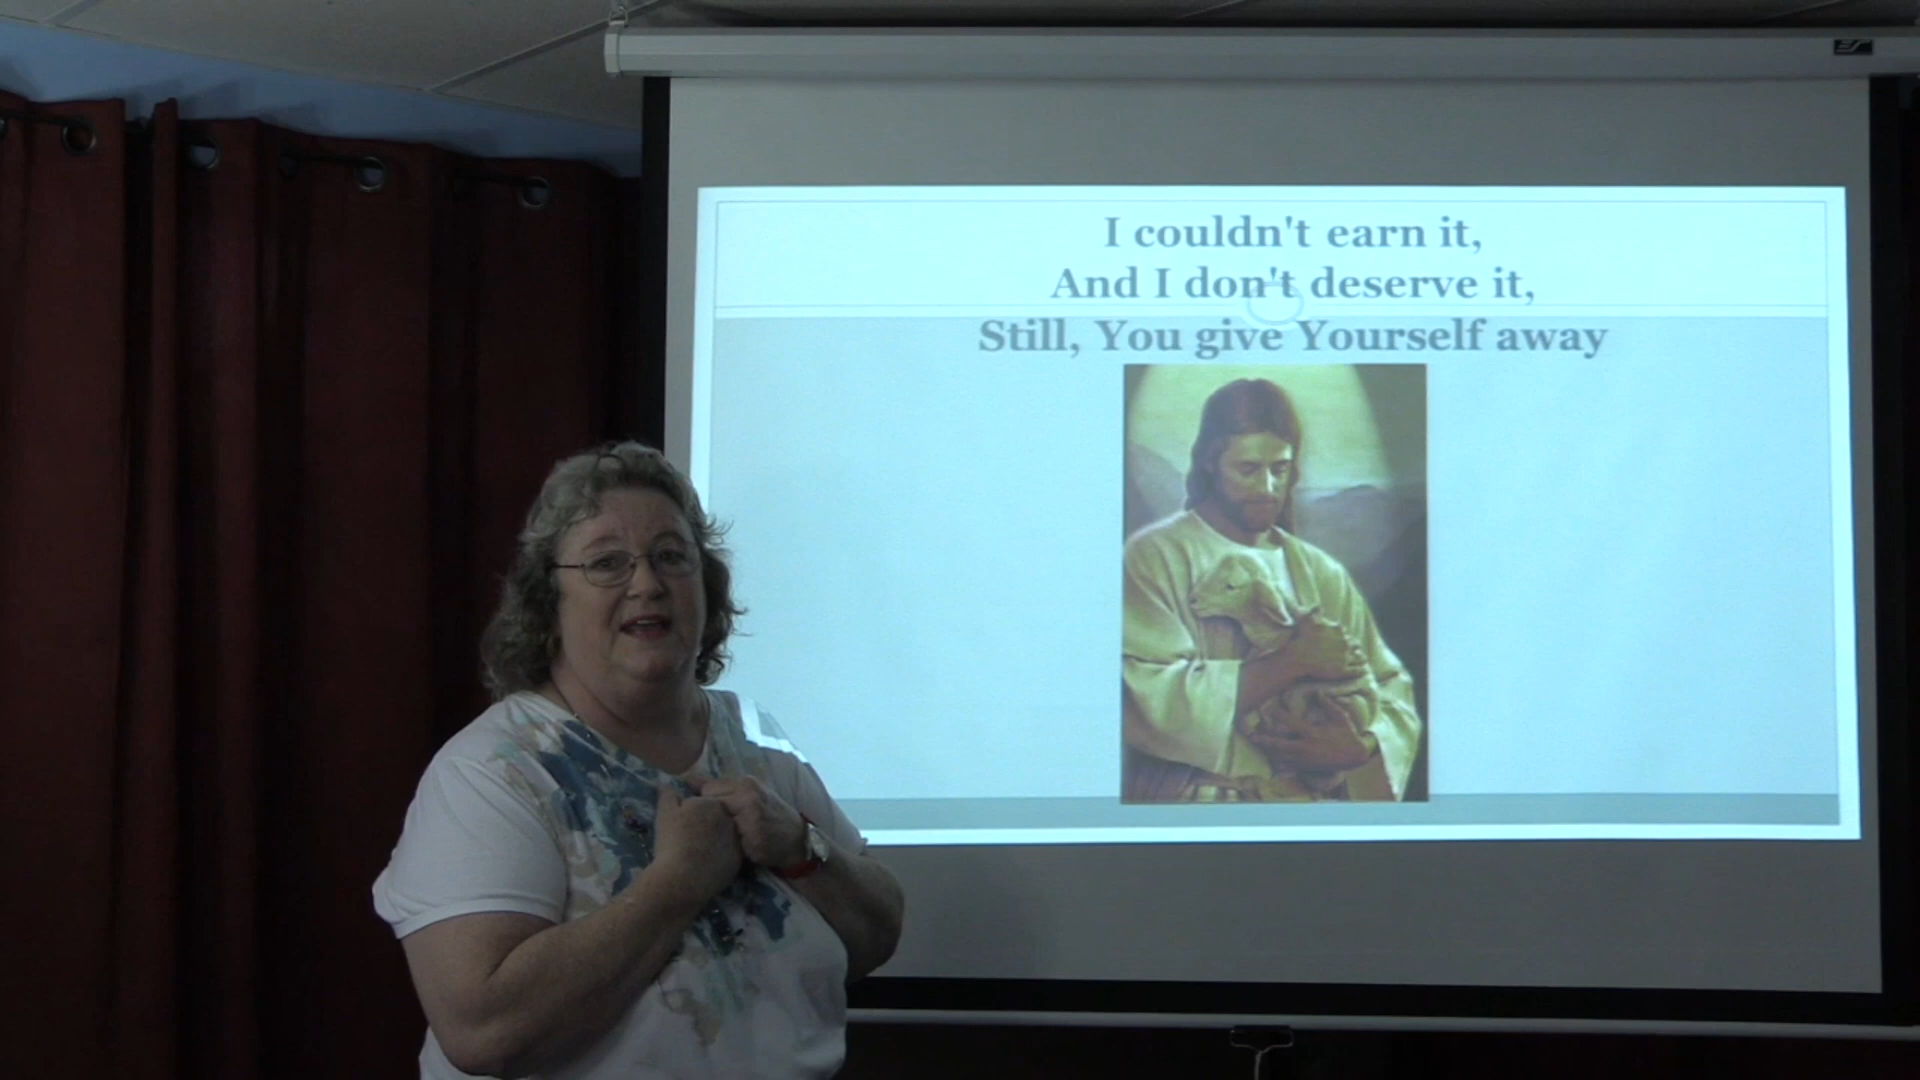 I couldn't earn it,
And I don't deserve it,
Still, You give Yourself away